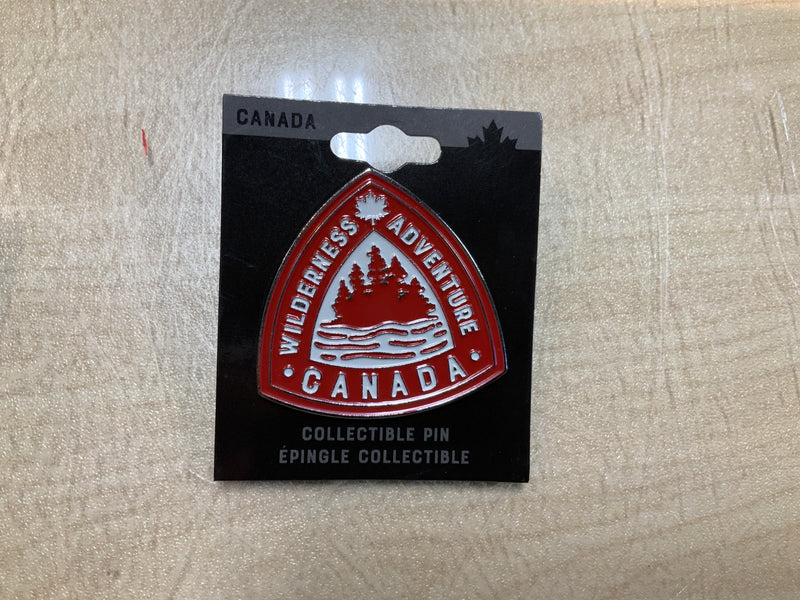 CANADA
WILDERNESS
ADVENTURE
CANADA
COLLECTIBLE PIN
ÉPINGLE COLLECTIBLE